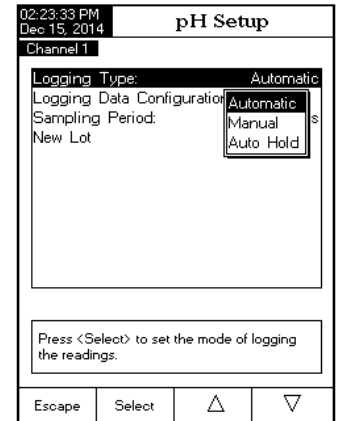 02:23:33 PM
Dec 15, 2014
pH Setup
Channel 1
Logging Type: Automatic
Logging Data Configuration
Sampling Period: s
New Lot
Automatic
Manual
Auto Hold
Press <Select> to set the mode of logging
the readings.
Escape Select △ ▽